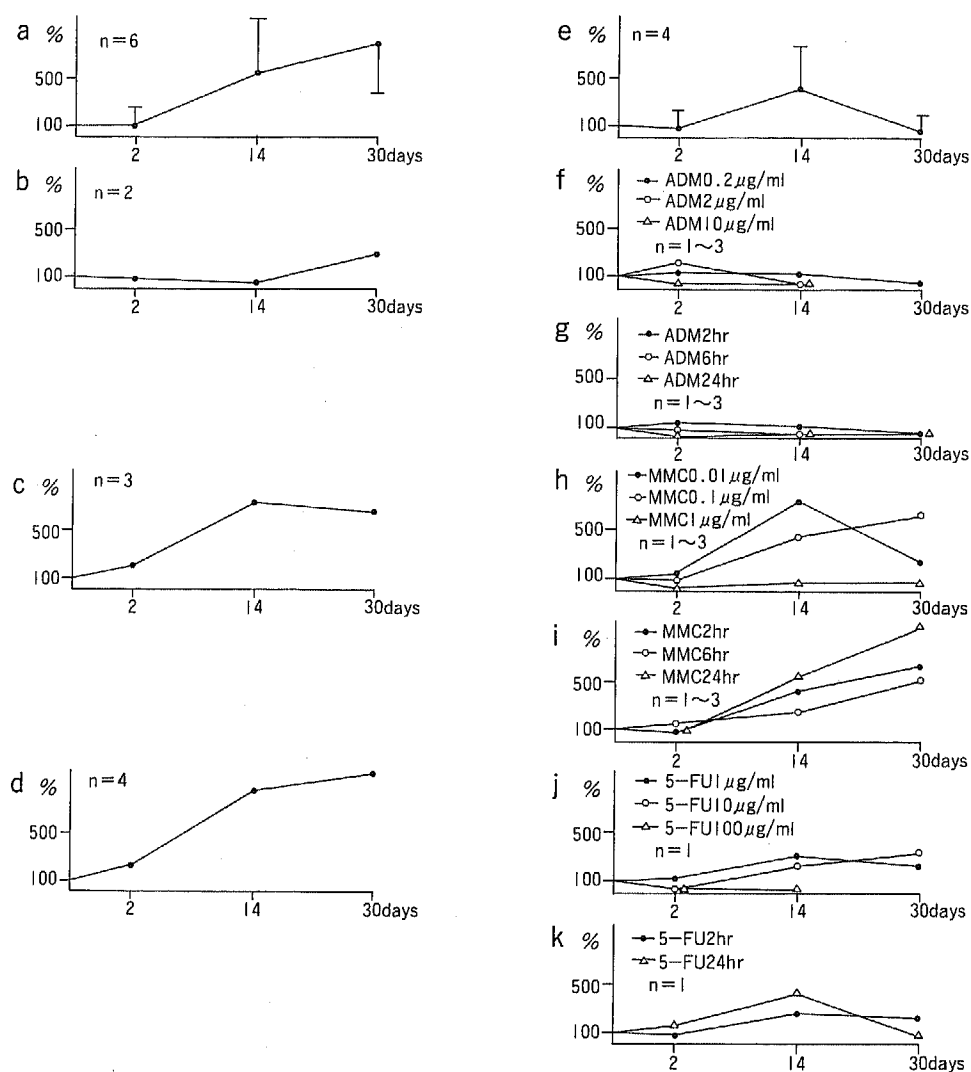 a % n=6
500
100
2 14 30days
b % n=2
500
100
2 14 30days
c % n=3
500
100
2 14 30days
d % n=4
500
100
2 14 30days
e % n=4
500
100
2 14 30days
f % ADM0.2μg/ml
ADM2μg/ml
ADM10μg/ml
n=1~3
500
100
2 14 30days
g % ADM2hr
ADM6hr
ADM24hr
n=1~3
500
100
2 14 30days
h % MMC0.01μg/ml
MMC0.1μg/ml
MMC1μg/ml
n=1~3
500
100
2 14 30days
i % MMC2hr
MMC6hr
MMC24hr
n=1~3
500
100
2 14 30days
j % 5-FU1μg/ml
5-FU10μg/ml
5-FU100μg/ml
n=1
500
100
2 14 30days
k % 5-FU2hr
5-FU24hr
n=1
500
100
2 14 30days